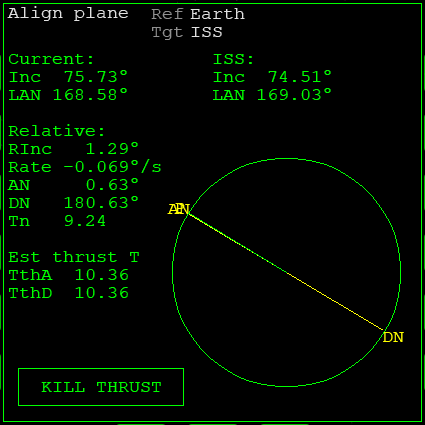 Align plane Ref Earth
Tgt ISS
Current: ISS:
Inc 75.73° Inc 74.51°
LAN 168.58° LAN 169.03°
Relative:
RInc 1.29°
Rate -0.069°/s
AN 0.63°
DN 180.63°
Tn 9.24
Est thrust T
TthA 10.36
TthD 10.36
AN
DN
KILL THRUST